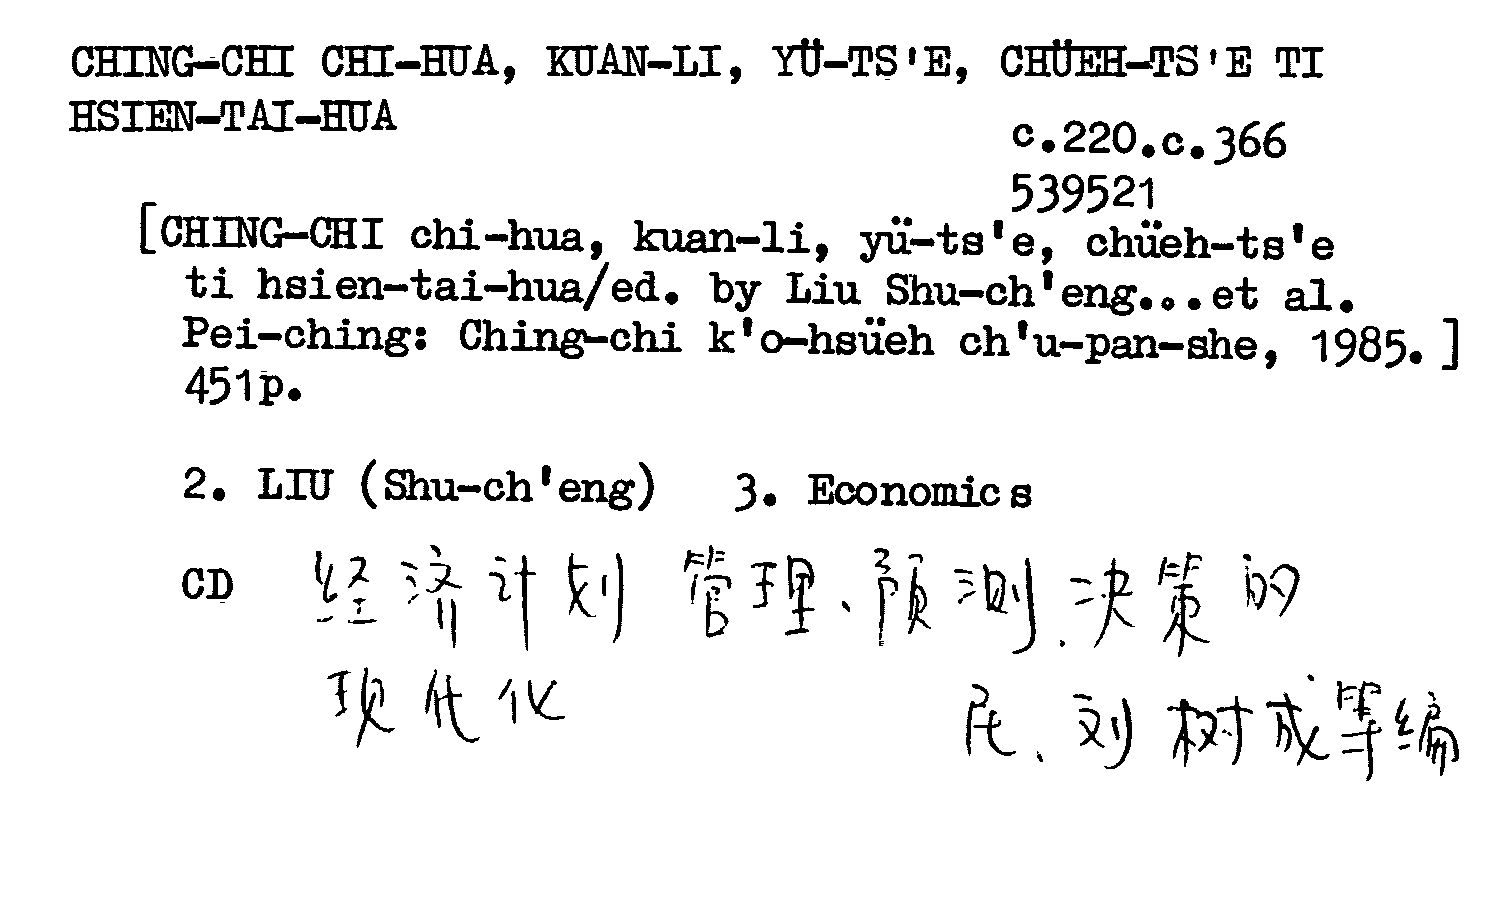 CHING-CHI CHI-HUA, KUAN-LI, YÜ-TS'E, CHÜEH-TS'E TI
HSIEN-TAI-HUA
c.220.c.366
539521
[CHING-CHI chi-hua, kuan-li, yü-ts'e, chüeh-ts'e
ti hsien-tai-hua/ed. by Liu Shu-ch'eng...et al.
Pei-ching: Ching-chi k'o-hsüeh ch'u-pan-she, 1985.]
451p.
2. LIU (Shu-ch'eng) 3. Economics
CD 经济计划 管理、预测、决策的
现代化 、刘树成等编